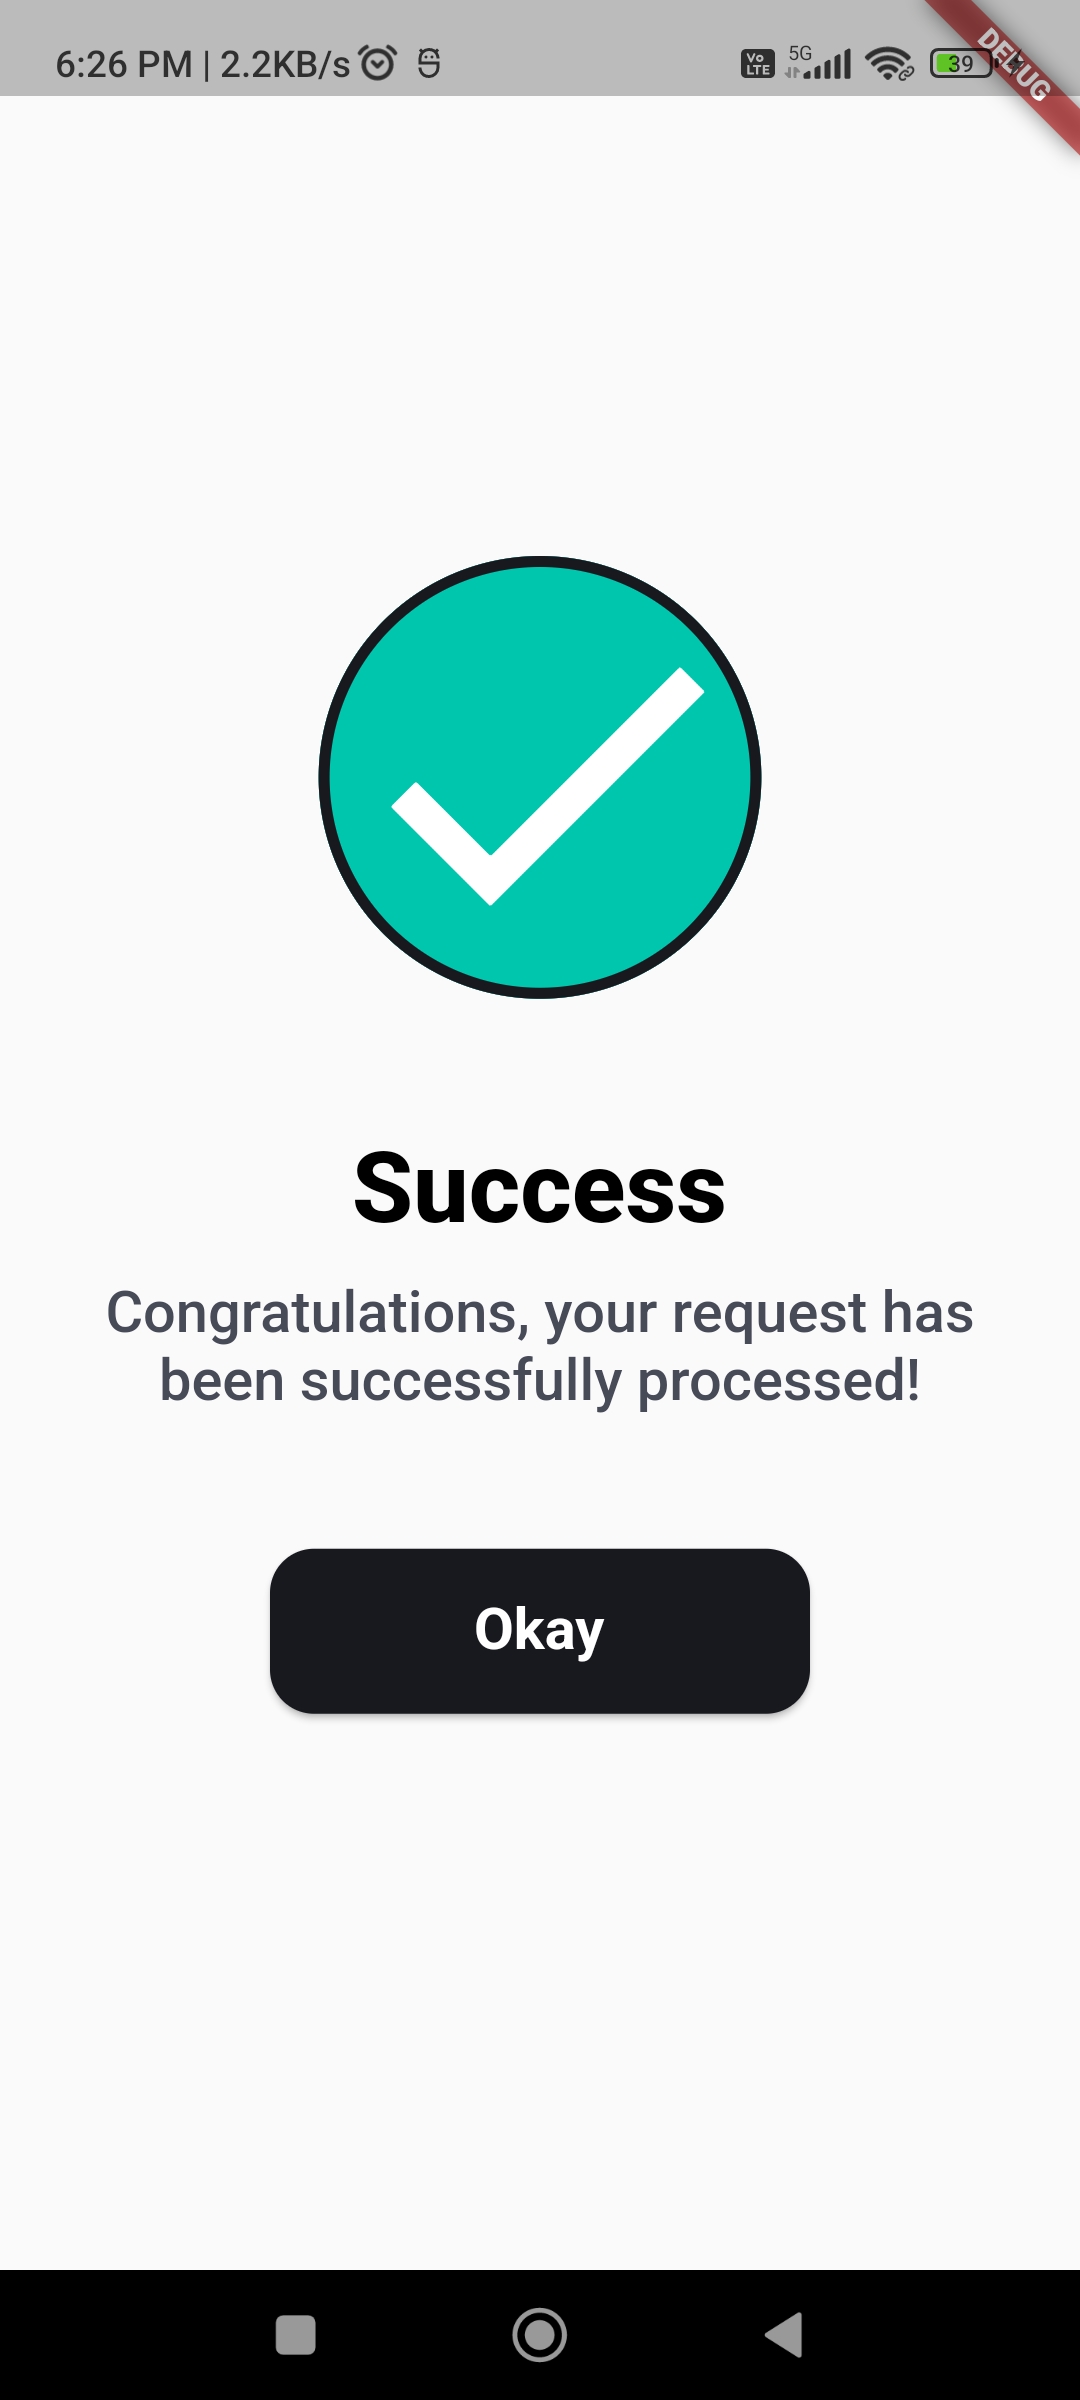 6:26 PM | 2.2KB/s
Vo
LTE
5G
39
DEBUG
Success
Congratulations, your request has
been successfully processed!
Okay